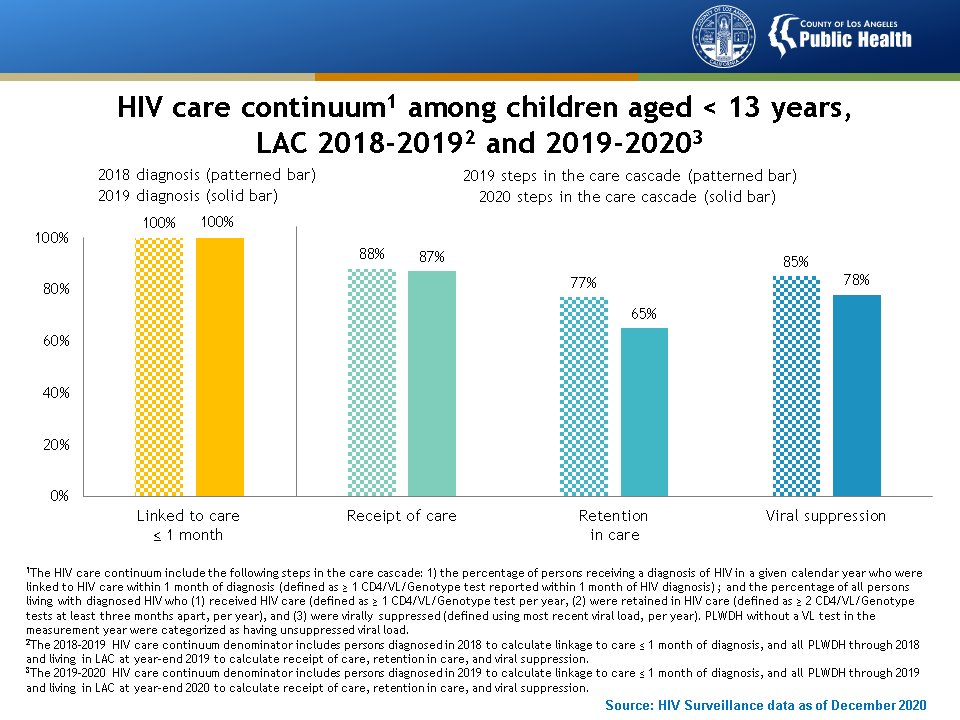 COUNTY OF LOS ANGELES
Public Health
HIV care continuum¹ among children aged < 13 years,
LAC 2018-2019² and 2019-2020³
2018 diagnosis (patterned bar)
2019 diagnosis (solid bar)
2019 steps in the care cascade (patterned bar)
2020 steps in the care cascade (solid bar)
100% 100%
88% 87%
77%
65%
85%
78%
100%
80%
60%
40%
20%
0%
Linked to care
≤ 1 month
Receipt of care
Retention
in care
Viral suppression
¹The HIV care continuum include the following steps in the care cascade: 1) the percentage of persons receiving a diagnosis of HIV in a given calendar year who were
linked to HIV care within 1 month of diagnosis (defined as ≥ 1 CD4/VL/Genotype test reported within 1 month of HIV diagnosis) ; and the percentage of all persons
living with diagnosed HIV who (1) received HIV care (defined as ≥ 1 CD4/VL/Genotype test per year, (2) were retained in HIV care (defined as ≥ 2 CD4/VL/Genotype
tests at least three months apart, per year), and (3) were virally suppressed (defined using most recent viral load, per year). PLWDH without a VL test in the
measurement year were categorized as having unsuppressed viral load.
²The 2018-2019 HIV care continuum denominator includes persons diagnosed in 2018 to calculate linkage to care ≤ 1 month of diagnosis, and all PLWDH through 2018
and living in LAC at year-end 2019 to calculate receipt of care, retention in care, and viral suppression.
³The 2019-2020 HIV care continuum denominator includes persons diagnosed in 2019 to calculate linkage to care ≤ 1 month of diagnosis, and all PLWDH through 2019
and living in LAC at year-end 2020 to calculate receipt of care, retention in care, and viral suppression.
Source: HIV Surveillance data as of December 2020